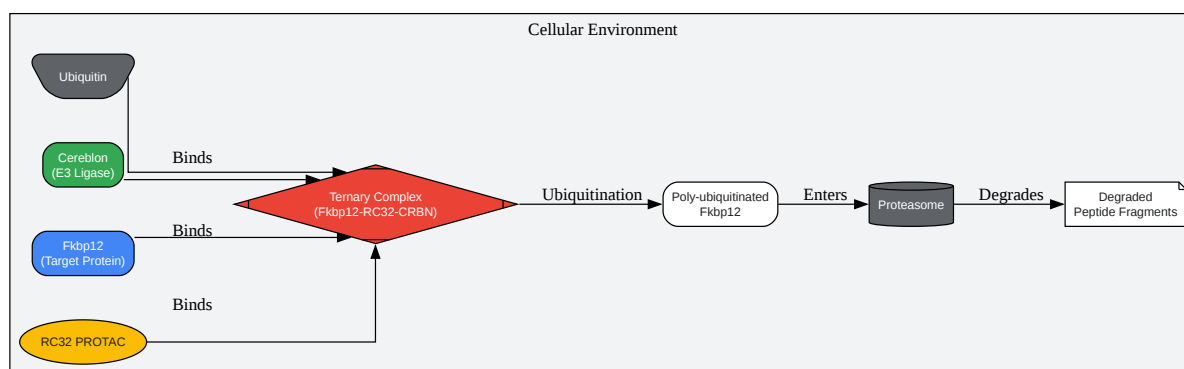 Cellular Environment
Ubiquitin
Cereblon
(E3 Ligase)
Binds
Fkbp12
(Target Protein)
Binds
RC32 PROTAC
Binds
Ternary Complex
(Fkbp12-RC32-CRBN)
Ubiquitination
Poly-ubiquitinated
Fkbp12
Enters
Proteasome
Degrades
Degraded
Peptide Fragments